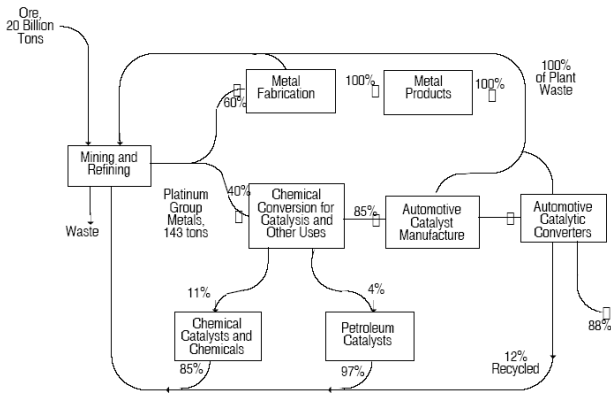 Ore,
20 Billion
Tons
100%
of Plant
Waste
Metal
Fabrication
60%
100%
Metal
Products
100%
Mining and
Refining
Waste
Platinum
Group
Metals,
143 tons
40%
Chemical
Conversion for
Catalysis and
Other Uses
85%
Automotive
Catalyst
Manufacture
Automotive
Catalytic
Converters
11%
4%
88%
Chemical
Catalysts and
Chemicals
Petroleum
Catalysts
85%
97%
12%
Recycled